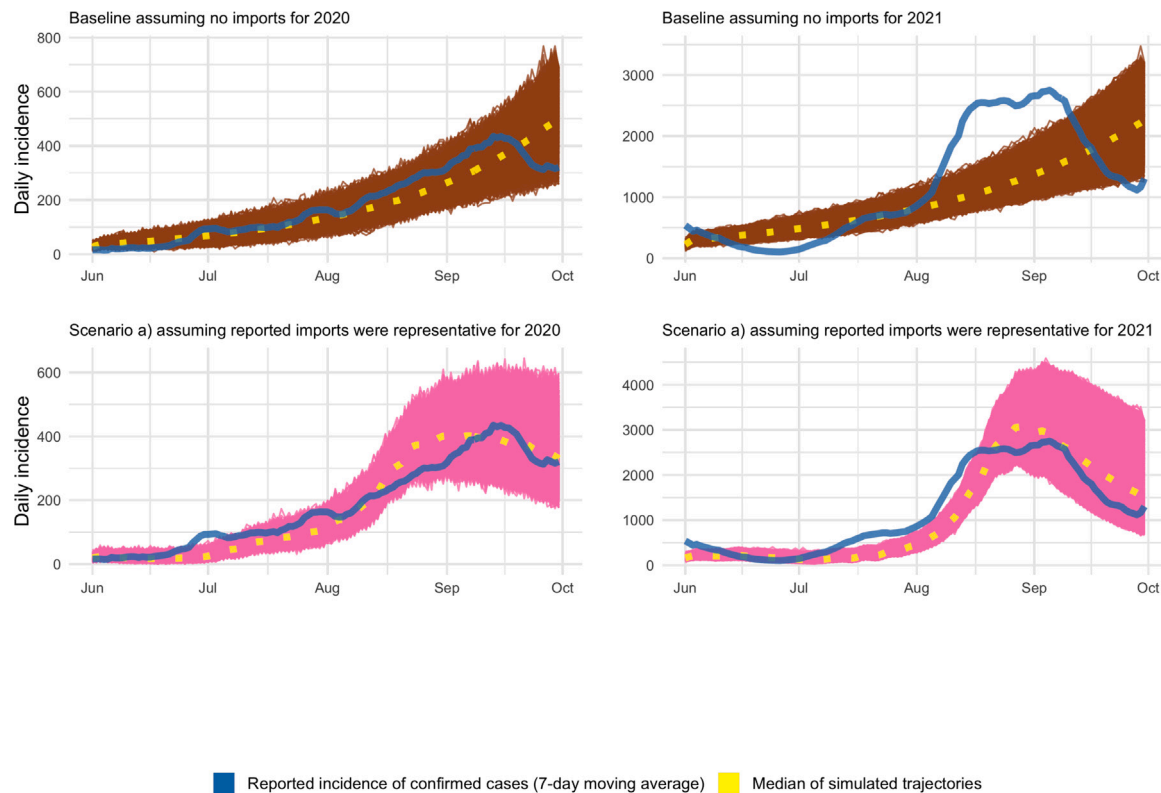 Baseline assuming no imports for 2020
Daily incidence
800
600
400
200
0
Jun
Jul
Aug
Sep
Oct
Baseline assuming no imports for 2021
3000
2000
1000
0
Jun
Jul
Aug
Sep
Oct
Scenario a) assuming reported imports were representative for 2020
Daily incidence
600
400
200
0
Jun
Jul
Aug
Sep
Oct
Scenario a) assuming reported imports were representative for 2021
4000
3000
2000
1000
0
Jun
Jul
Aug
Sep
Oct
Reported incidence of confirmed cases (7-day moving average)
Median of simulated trajectories